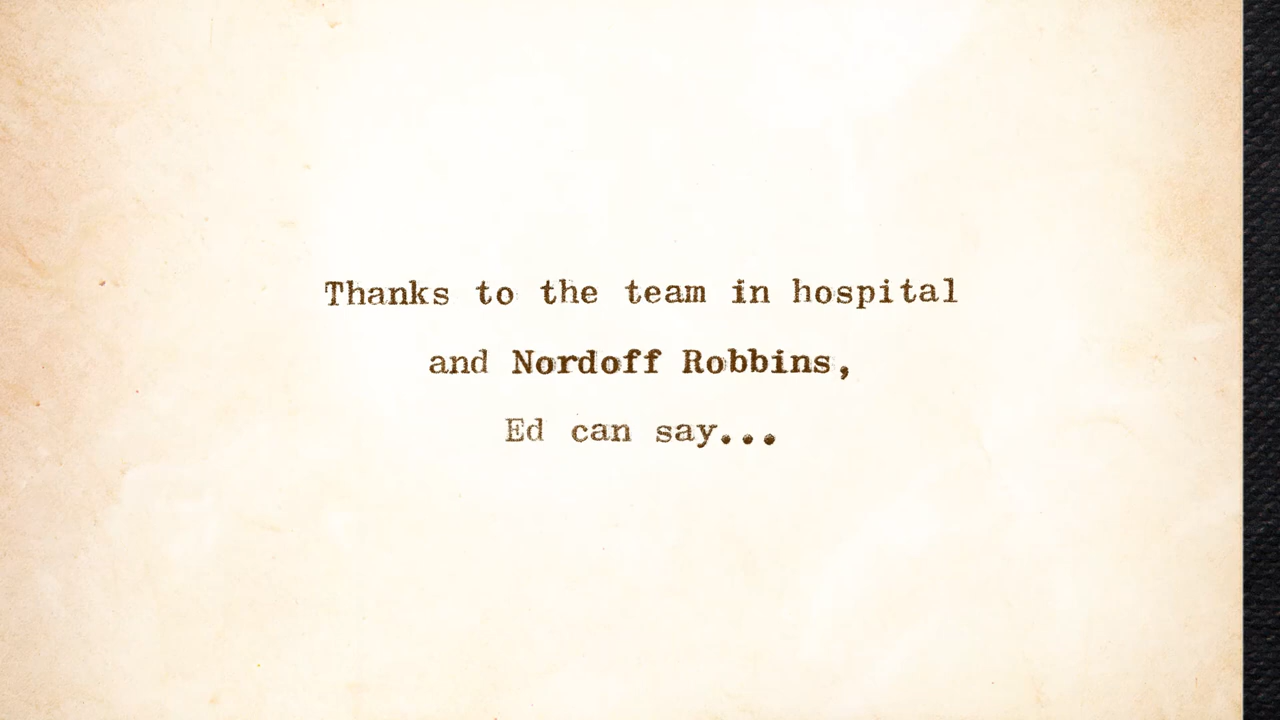 Thanks to the team in hospital
and Nordoff Robbins,
Ed can say...